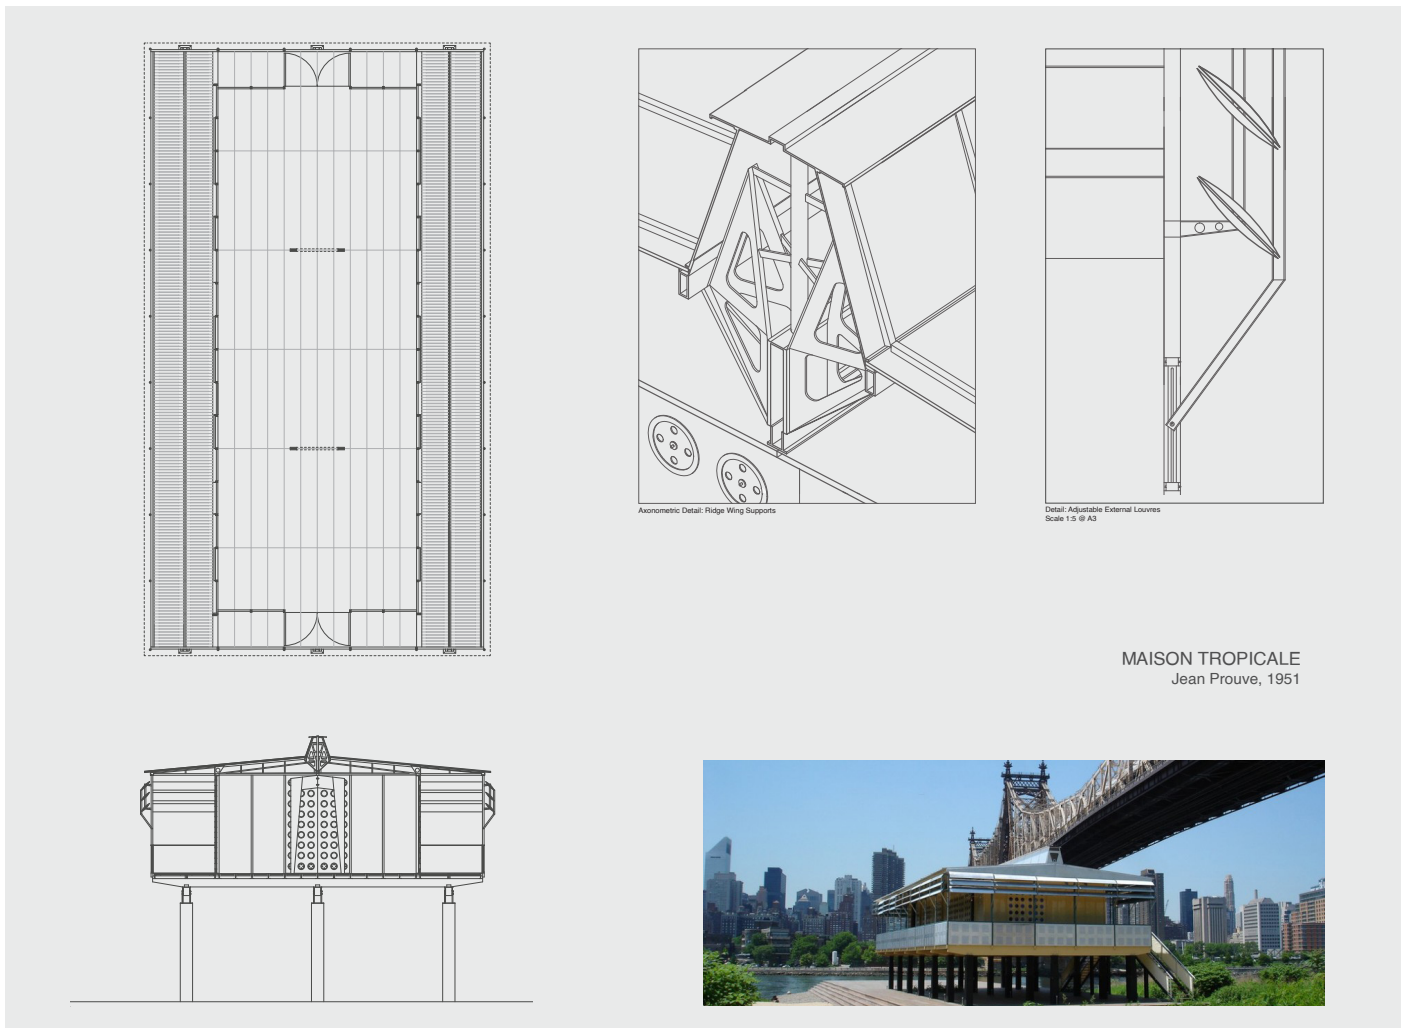 Axonometric Detail: Ridge Wing Supports
Detail: Adjustable External Louvres
Scale 1:5 @ A3
MAISON TROPICALE
Jean Prouve, 1951